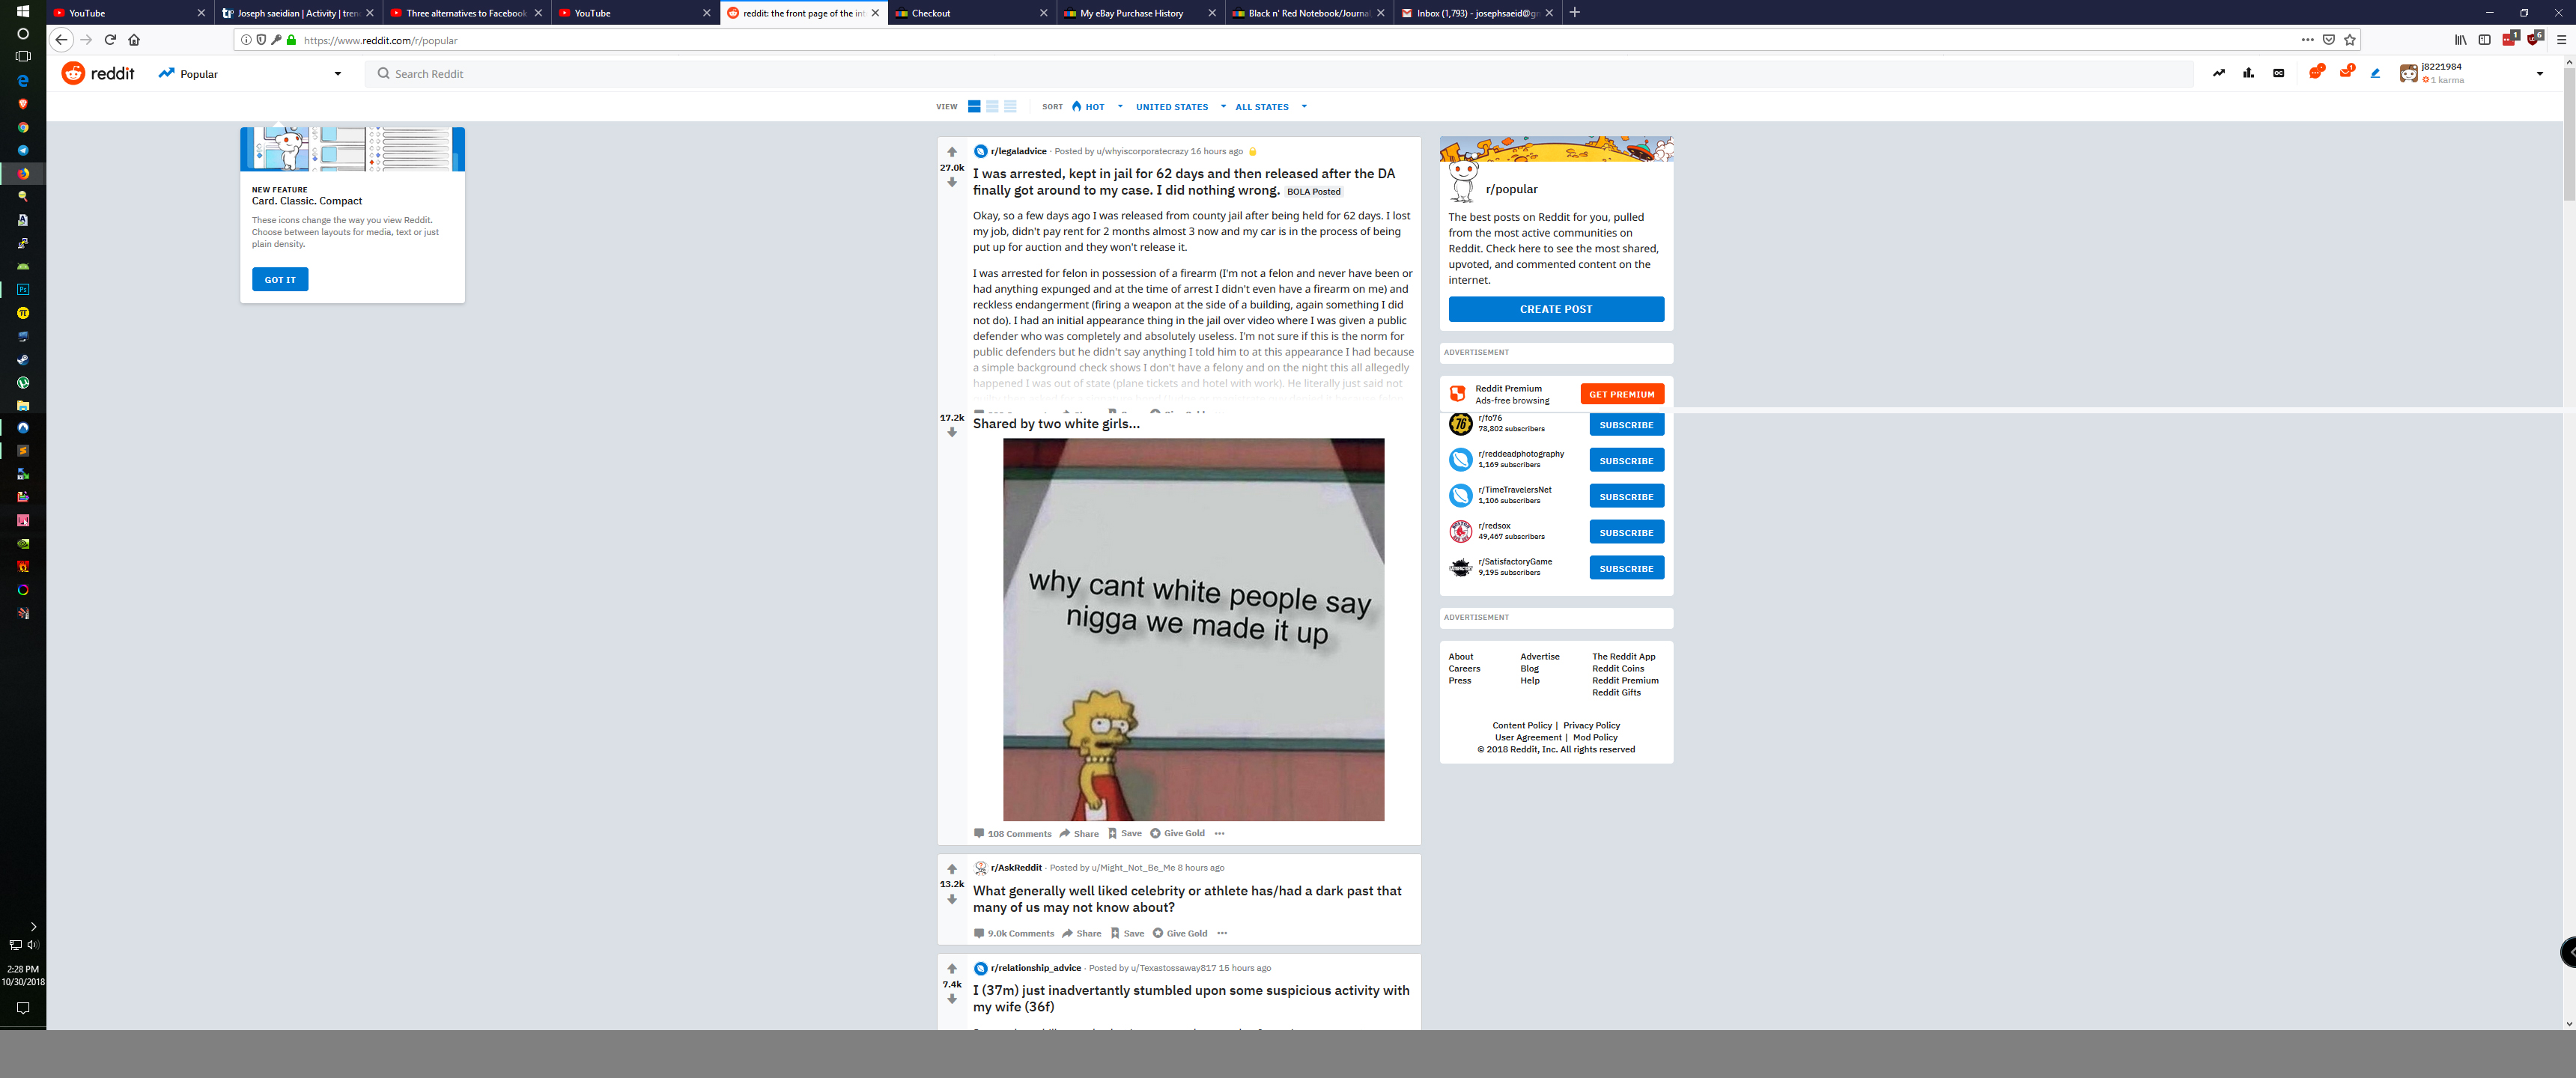 YouTube
Joseph saeidian | Activity | tren
Three alternatives to Facebook
YouTube
reddit: the front page of the int
Checkout
My eBay Purchase History
Black n' Red Notebook/Journal
Inbox (1,793) - josephsaeid@g
https://www.reddit.com/r/popular
1
6
reddit
Popular
Search Reddit
1
j8221984
1 karma
VIEW
SORT
HOT
UNITED STATES
ALL STATES
NEW FEATURE
Card. Classic. Compact
These icons change the way you view Reddit.
Choose between layouts for media, text or just
plain density.
GOT IT
r/legaladvice · Posted by u/whyiscorporatecrazy 16 hours ago
27.0k
I was arrested, kept in jail for 62 days and then released after the DA
finally got around to my case. I did nothing wrong. BOLA Posted
Okay, so a few days ago I was released from county jail after being held for 62 days. I lost
my job, didn't pay rent for 2 months almost 3 now and my car is in the process of being
put up for auction and they won't release it.
I was arrested for felon in possession of a firearm (I'm not a felon and never have been or
had anything expunged and at the time of arrest I didn't even have a firearm on me) and
reckless endangerment (firing a weapon at the side of a building, again something I did
not do). I had an initial appearance thing in the jail over video where I was given a public
defender who was completely and absolutely useless. I'm not sure if this is the norm for
public defenders but he didn't say anything I told him to at this appearance I had because
a simple background check shows I don't have a felony and on the night this all allegedly
happened I was out of state (plane tickets and hotel with work). He literally just said not
17.2k
Shared by two white girls...
why cant white people say
nigga we made it up
108 Comments
Share
Save
Give Gold
r/AskReddit · Posted by u/Might_Not_Be_Me 8 hours ago
13.2k
What generally well liked celebrity or athlete has/had a dark past that
many of us may not know about?
9.0k Comments
Share
Save
Give Gold
r/relationship_advice · Posted by u/Texastossaway817 15 hours ago
7.4k
I (37m) just inadvertantly stumbled upon some suspicious activity with
my wife (36f)
r/popular
The best posts on Reddit for you, pulled
from the most active communities on
Reddit. Check here to see the most shared,
upvoted, and commented content on the
internet.
CREATE POST
ADVERTISEMENT
Reddit Premium
Ads-free browsing
GET PREMIUM
r/fo76
78,802 subscribers
SUBSCRIBE
r/reddeadphotography
1,169 subscribers
SUBSCRIBE
r/TimeTravelersNet
1,106 subscribers
SUBSCRIBE
r/redsox
49,467 subscribers
SUBSCRIBE
r/SatisfactoryGame
9,195 subscribers
SUBSCRIBE
ADVERTISEMENT
About
Careers
Press
Advertise
Blog
Help
The Reddit App
Reddit Coins
Reddit Premium
Reddit Gifts
Content Policy | Privacy Policy
User Agreement | Mod Policy
© 2018 Reddit, Inc. All rights reserved
2:28 PM
10/30/2018